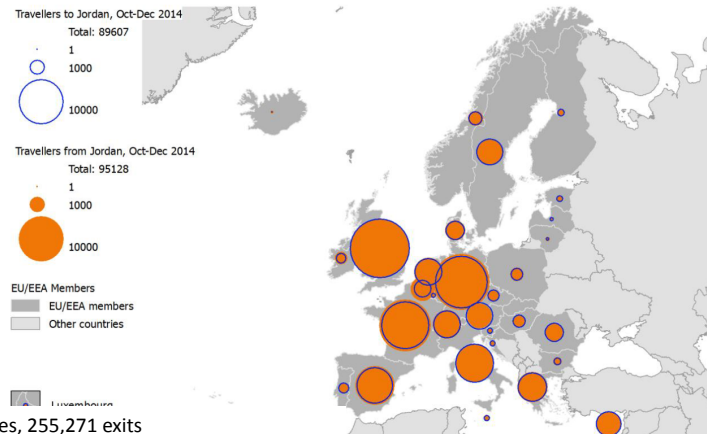 Travellers to Jordan, Oct-Dec 2014
Total: 89607
1
1000
10000
Travellers from Jordan, Oct-Dec 2014
Total: 95128
1
1000
10000
EU/EEA Members
EU/EEA members
Other countries
Luxembourg
es, 255,271 exits